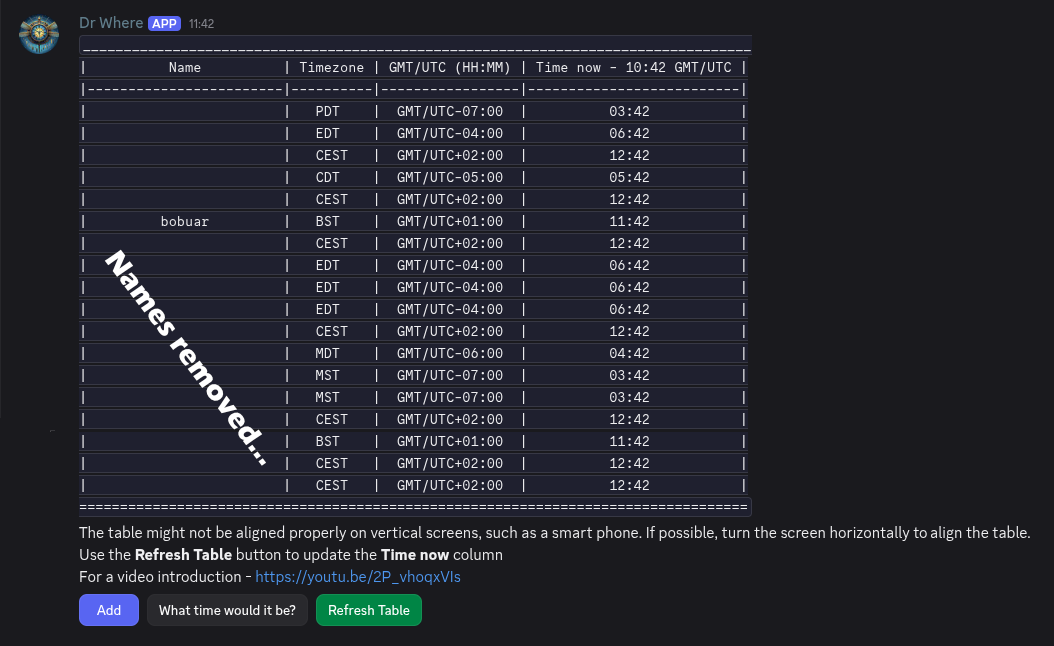 Dr Where APP 11:42
| Name | Timezone | GMT/UTC (HH:MM) | Time now - 10:42 GMT/UTC |
|------------------------|----------|-----------------|--------------------------|
| | PDT | GMT/UTC-07:00 | 03:42 |
| | EDT | GMT/UTC-04:00 | 06:42 |
| | CEST | GMT/UTC+02:00 | 12:42 |
| | CDT | GMT/UTC-05:00 | 05:42 |
| | CEST | GMT/UTC+02:00 | 12:42 |
| bobuar | BST | GMT/UTC+01:00 | 11:42 |
| | CEST | GMT/UTC+02:00 | 12:42 |
| | EDT | GMT/UTC-04:00 | 06:42 |
| | EDT | GMT/UTC-04:00 | 06:42 |
| | EDT | GMT/UTC-04:00 | 06:42 |
| | CEST | GMT/UTC+02:00 | 12:42 |
| | MDT | GMT/UTC-06:00 | 04:42 |
| | MST | GMT/UTC-07:00 | 03:42 |
| | MST | GMT/UTC-07:00 | 03:42 |
| | CEST | GMT/UTC+02:00 | 12:42 |
| | BST | GMT/UTC+01:00 | 11:42 |
| | CEST | GMT/UTC+02:00 | 12:42 |
| | CEST | GMT/UTC+02:00 | 12:42 |
Names removed...
The table might not be aligned properly on vertical screens, such as a smart phone. If possible, turn the screen horizontally to align the table.
Use the Refresh Table button to update the Time now column
For a video introduction - https://youtu.be/2P_vhoqxVIs
Add What time would it be? Refresh Table